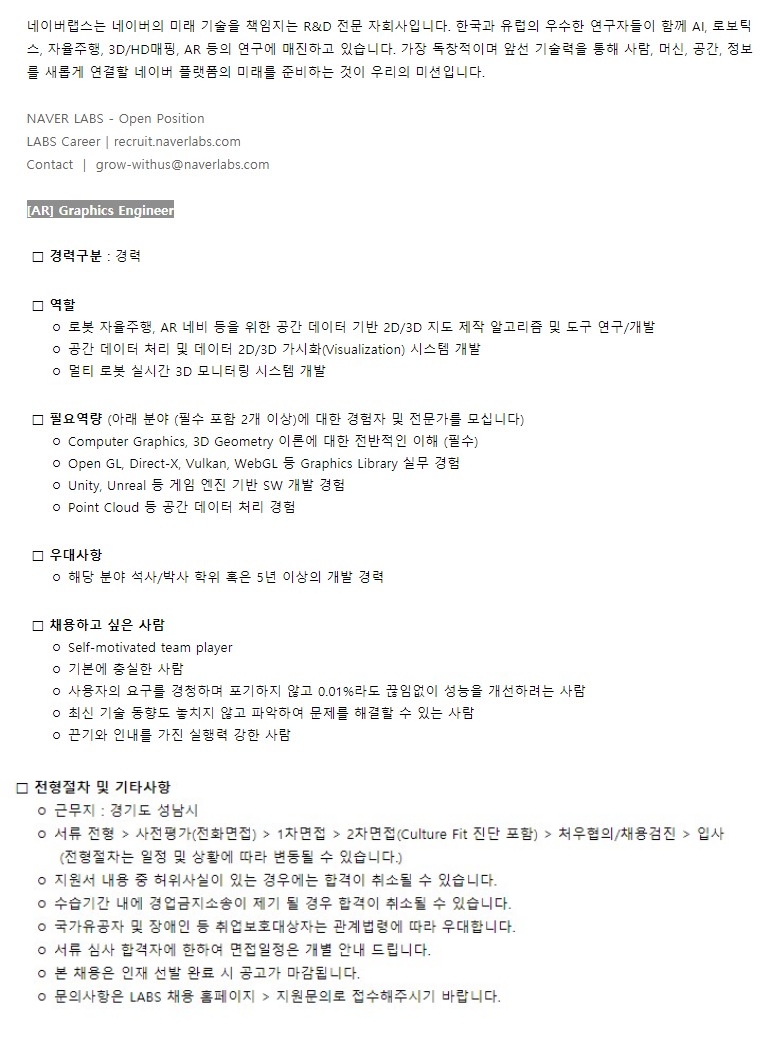 네이버랩스는 네이버의 미래 기술을 책임지는 R&D 전문 자회사입니다. 한국과 유럽의 우수한 연구자들이 함께 AI, 로보틱
스, 자율주행, 3D/HD매핑, AR 등의 연구에 매진하고 있습니다. 가장 독창적이며 앞선 기술력을 통해 사람, 머신, 공간, 정보
를 새롭게 연결할 네이버 플랫폼의 미래를 준비하는 것이 우리의 미션입니다.
NAVER LABS - Open Position
LABS Career | recruit.naverlabs.com
Contact | grow-withus@naverlabs.com
[AR] Graphics Engineer
□ 경력구분 : 경력
□ 역할
○ 로봇 자율주행, AR 네비 등을 위한 공간 데이터 기반 2D/3D 지도 제작 알고리즘 및 도구 연구/개발
○ 공간 데이터 처리 및 데이터 2D/3D 가시화(Visualization) 시스템 개발
○ 멀티 로봇 실시간 3D 모니터링 시스템 개발
□ 필요역량 (아래 분야 (필수 포함 2개 이상)에 대한 경험자 및 전문가를 모십니다)
○ Computer Graphics, 3D Geometry 이론에 대한 전반적인 이해 (필수)
○ Open GL, Direct-X, Vulkan, WebGL 등 Graphics Library 실무 경험
○ Unity, Unreal 등 게임 엔진 기반 SW 개발 경험
○ Point Cloud 등 공간 데이터 처리 경험
□ 우대사항
○ 해당 분야 석사/박사 학위 혹은 5년 이상의 개발 경력
□ 채용하고 싶은 사람
○ Self-motivated team player
○ 기본에 충실한 사람
○ 사용자의 요구를 경청하며 포기하지 않고 0.01%라도 끊임없이 성능을 개선하려는 사람
○ 최신 기술 동향도 놓치지 않고 파악하여 문제를 해결할 수 있는 사람
○ 끈기와 인내를 가진 실행력 강한 사람
□ 전형절차 및 기타사항
○ 근무지 : 경기도 성남시
○ 서류 전형 > 사전평가(전화면접) > 1차면접 > 2차면접(Culture Fit 진단 포함) > 처우협의/채용검진 > 입사
(전형절차는 일정 및 상황에 따라 변동될 수 있습니다.)
○ 지원서 내용 중 허위사실이 있는 경우에는 합격이 취소될 수 있습니다.
○ 수습기간 내에 경업금지소송이 제기 될 경우 합격이 취소될 수 있습니다.
○ 국가유공자 및 장애인 등 취업보호대상자는 관계법령에 따라 우대합니다.
○ 서류 심사 합격자에 한하여 면접일정은 개별 안내 드립니다.
○ 본 채용은 인재 선발 완료 시 공고가 마감됩니다.
○ 문의사항은 LABS 채용 홈페이지 > 지원문의로 접수해주시기 바랍니다.